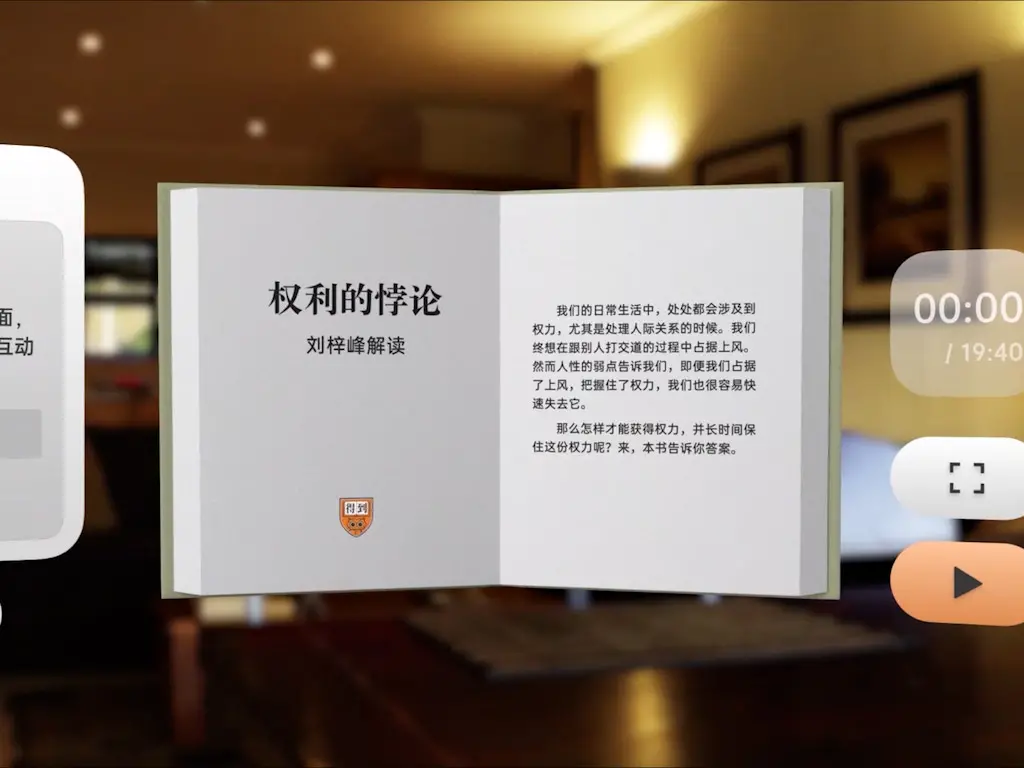 面，
互动
权利的悖论
刘梓峰解读
得到
我们的日常生活中，处处都会涉及到
权力，尤其是处理人际关系的时候。我们
终想在跟别人打交道的过程中占据上风。
然而人性的弱点告诉我们，即便我们占据
了上风，把握住了权力，我们也很容易快
速失去它。
那么怎样才能获得权力，并长时间保
住这份权力呢？来，本书告诉你答案。
00:00
/ 19:40